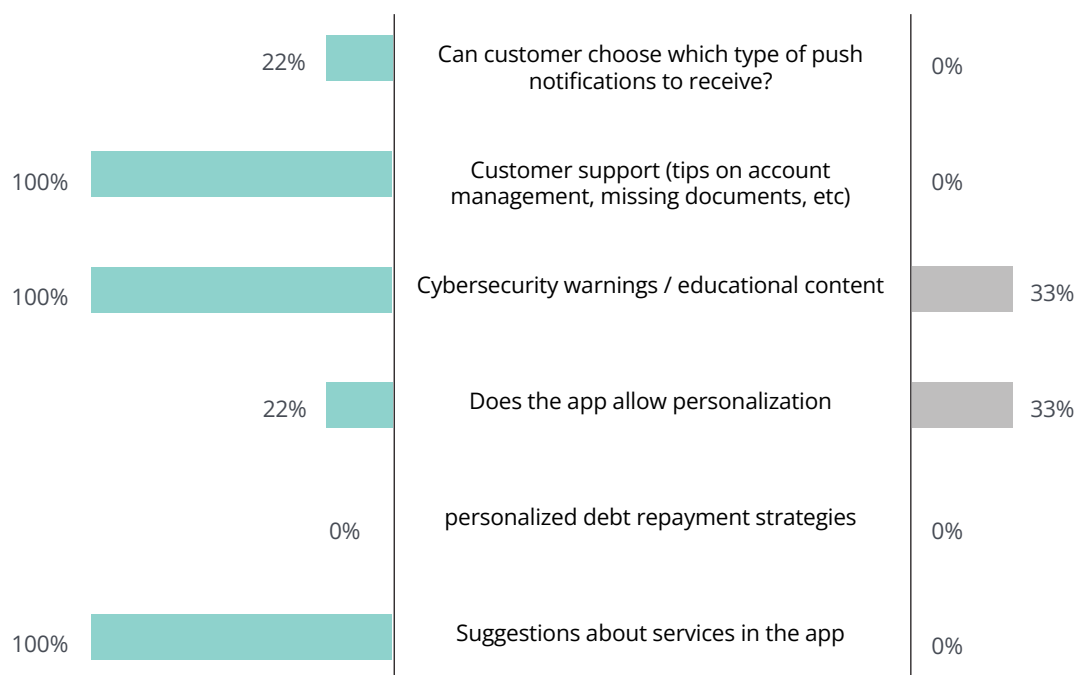 22%
Can customer choose which type of push
notifications to receive?
0%
100%
Customer support (tips on account
management, missing documents, etc)
0%
100%
Cybersecurity warnings / educational content
33%
22%
Does the app allow personalization
33%
0%
personalized debt repayment strategies
0%
100%
Suggestions about services in the app
0%